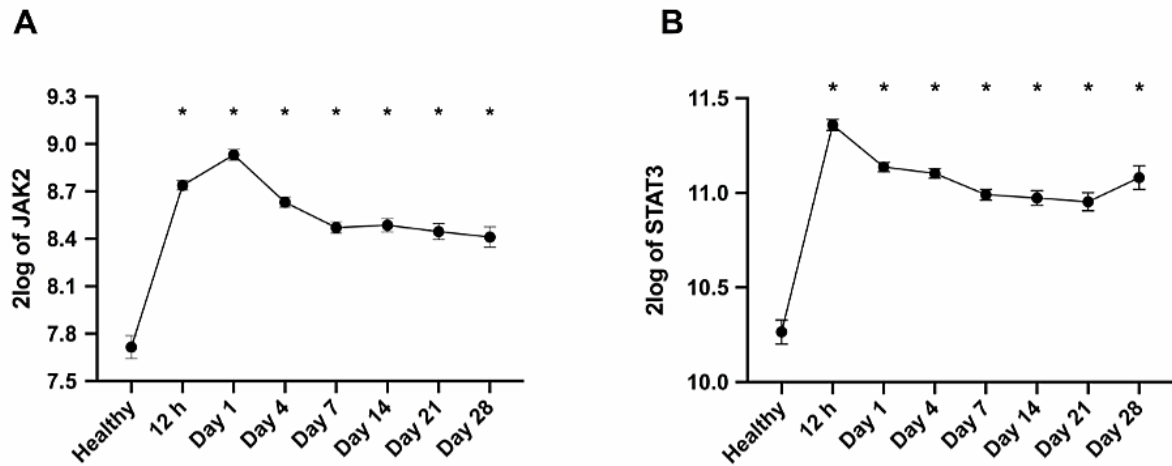 A
2log of JAK2
9.3
9.0
8.7
8.4
8.1
7.8
7.5
* * * * * * *
Healthy
12 h
Day 1
Day 4
Day 7
Day 14
Day 21
Day 28
B
2log of STAT3
11.5
11.0
10.5
10.0
* * * * * * *
Healthy
12 h
Day 1
Day 4
Day 7
Day 14
Day 21
Day 28